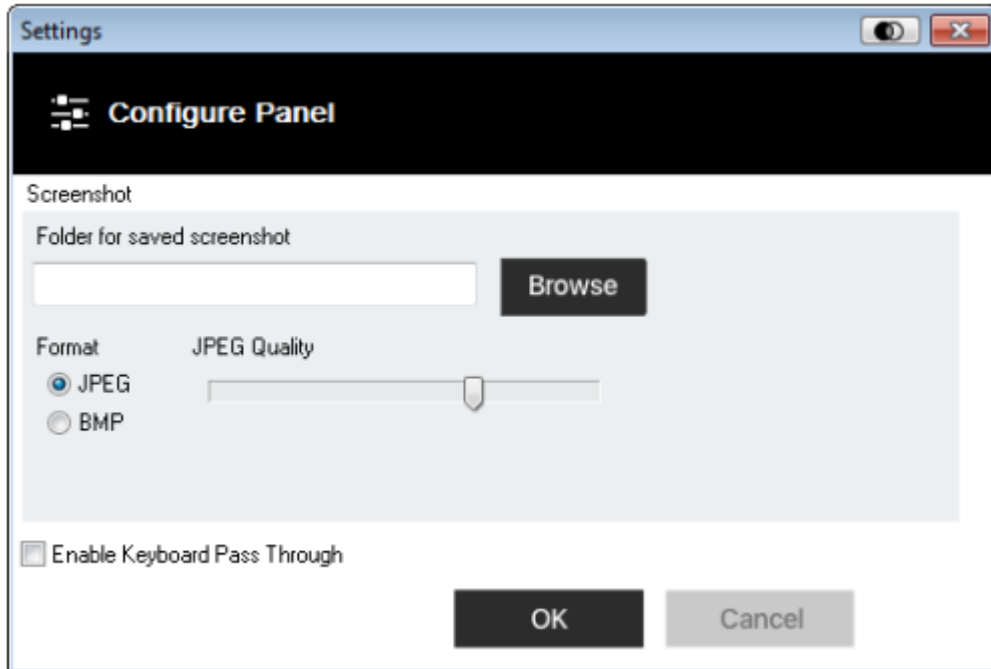 Settings
Configure Panel
Screenshot
Folder for saved screenshot
Browse
Format JPEG Quality
JPEG
BMP
Enable Keyboard Pass Through
OK Cancel